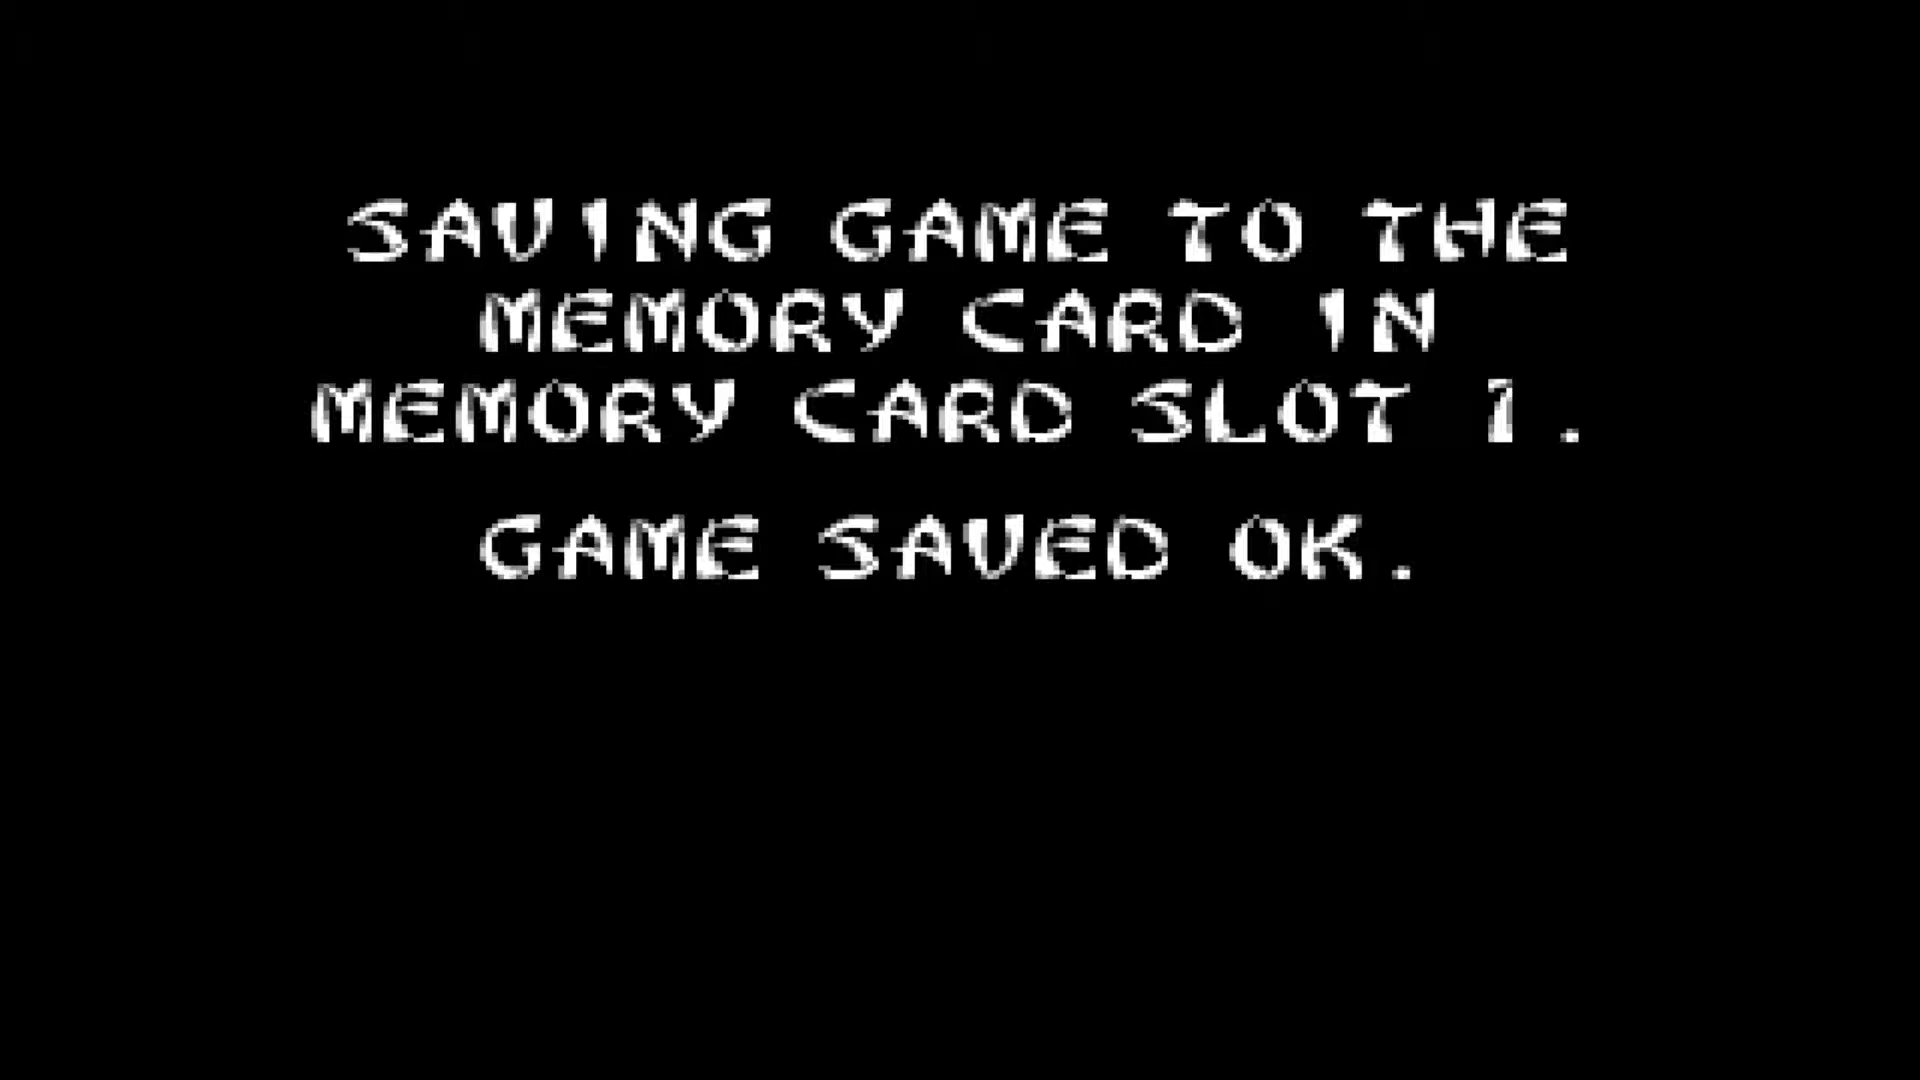 SAVING GAME TO THE
MEMORY CARD IN
MEMORY CARD SLOT 1.
GAME SAVED OK.